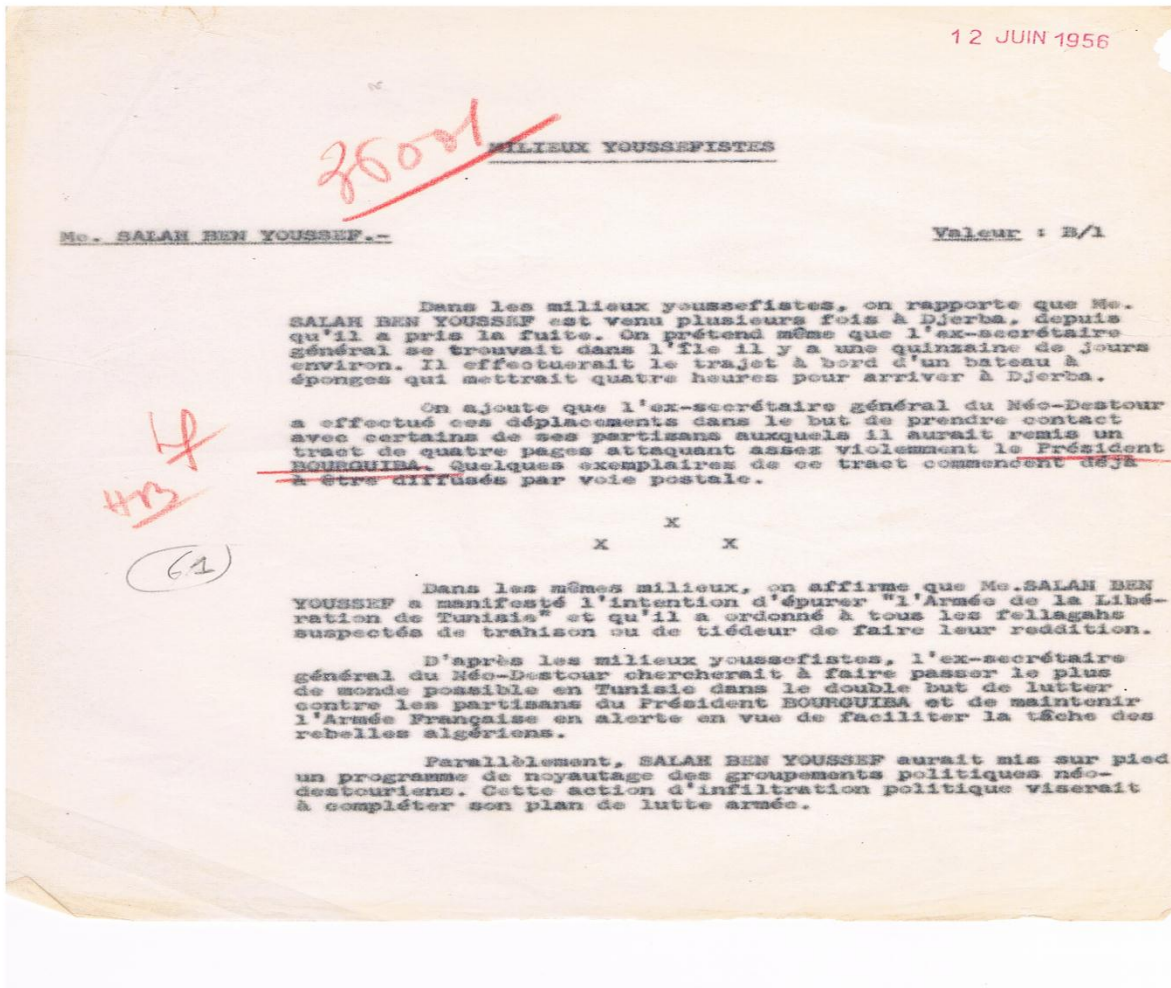 12 JUIN 1956
MILIEUX YOUSSEFISTES
Me. SALAH BEN YOUSSEF.-
Valeur : B/1
Dans les milieux youssefistes, on rapporte que Me.
SALAH BEN YOUSSEF est venu plusieurs fois à Djerba, depuis
qu'il a pris la fuite. On prétend même que l'ex-secrétaire
général se trouvait dans l'île il y a une quinzaine de jours
environ. Il effectuerait le trajet à bord d'un bateau à
éponges qui mettrait quatre heures pour arriver à Djerba.
On ajoute que l'ex-secrétaire général du Néo-Destour
a effectué ces déplacements dans le but de prendre contact
avec certains de ses partisans auxquels il aurait remis un
tract de quatre pages attaquant assez violemment le Président
BOURGUIBA. Quelques exemplaires de ce tract commencent déjà
à être diffusés par voie postale.
x
x x
Dans les mêmes milieux, on affirme que Me.SALAH BEN
YOUSSEF a manifesté l'intention d'épurer "l'Armée de la Libé-
ration de Tunisie" et qu'il a ordonné à tous les fellagahs
suspectés de trahison ou de tiédeur de faire leur reddition.
D'après les milieux youssefistes, l'ex-secrétaire
général du Néo-Destour chercherait à faire passer le plus
de monde possible en Tunisie dans le double but de lutter
contre les partisans du Président BOURGUIBA et de maintenir
l'Armée Française en alerte en vue de faciliter la tâche des
rebelles algériens.
Parallèlement, SALAH BEN YOUSSEF aurait mis sur pied
un programme de noyautage des groupements politiques néo-
destouriens. Cette action d'infiltration politique viserait
à compléter son plan de lutte armée.
61